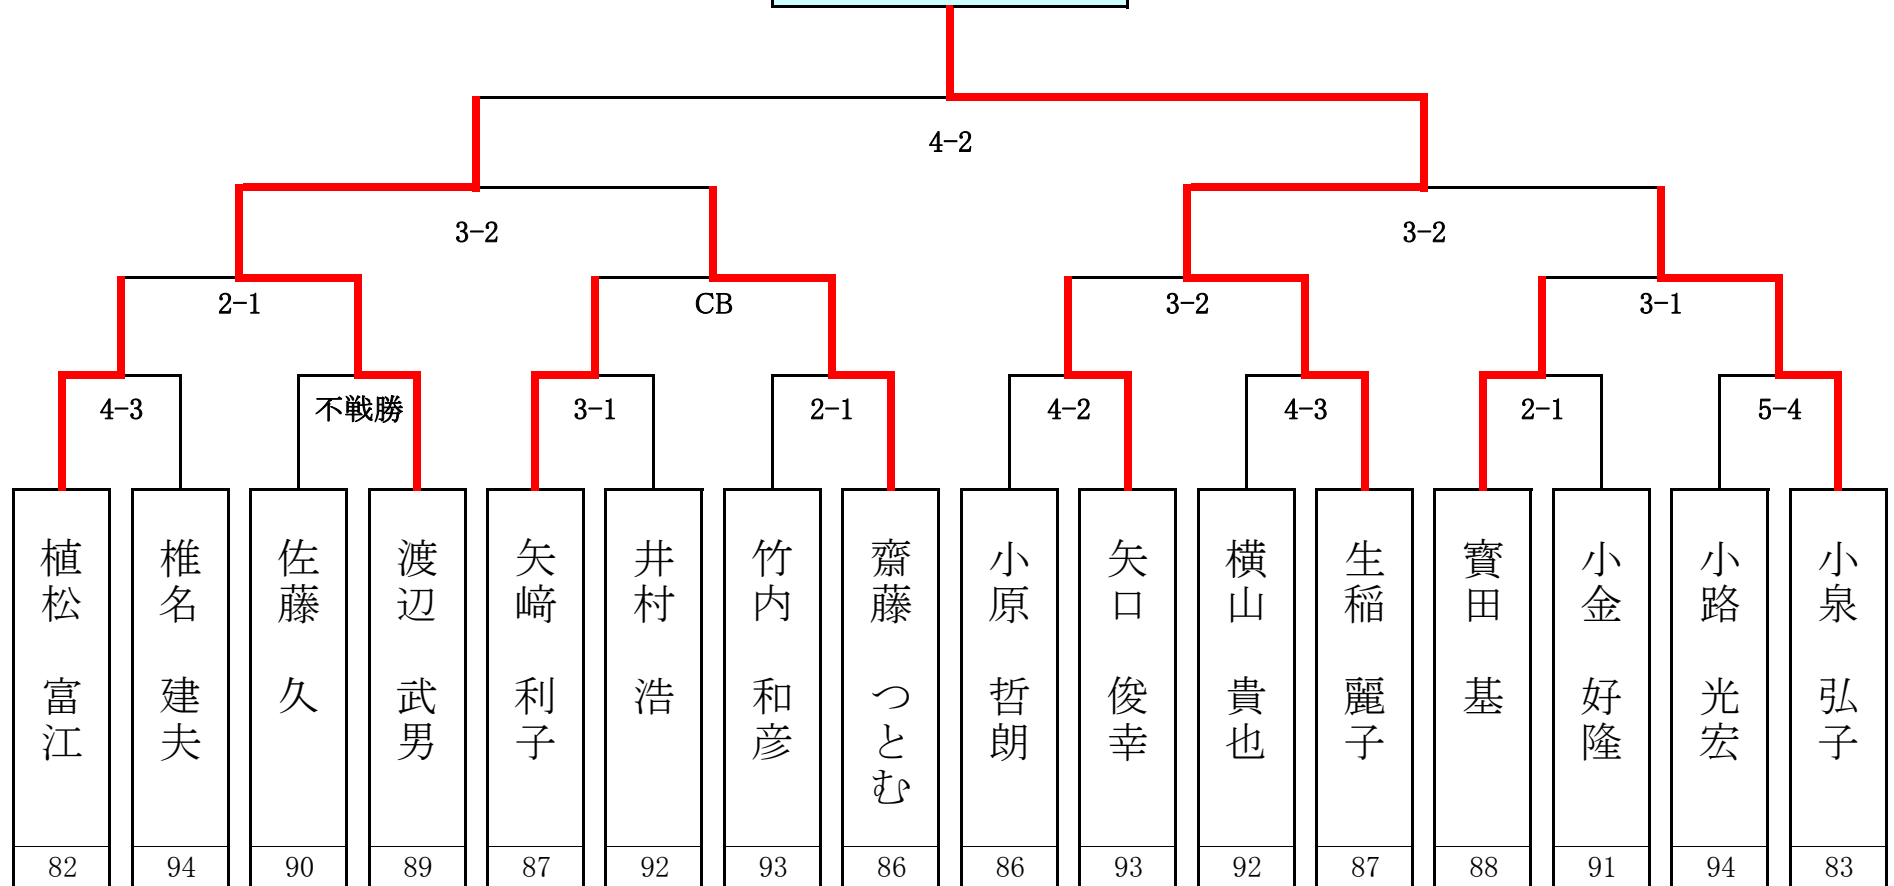 4-2
3-2
3-2
2-1
CB
3-2
3-1
4-3
不戦勝
3-1
2-1
4-2
4-3
2-1
5-4
植松 富江
椎名 建夫
佐藤 久
渡辺 武男
矢﨑 利子
井村 浩
竹内 和彦
齋藤 つとむ
小原 哲朗
矢口 俊幸
横山 貴也
生稲 麗子
寳田 基
小金 好隆
小路 光宏
小泉 弘子
82
94
90
89
87
92
93
86
86
93
92
87
88
91
94
83